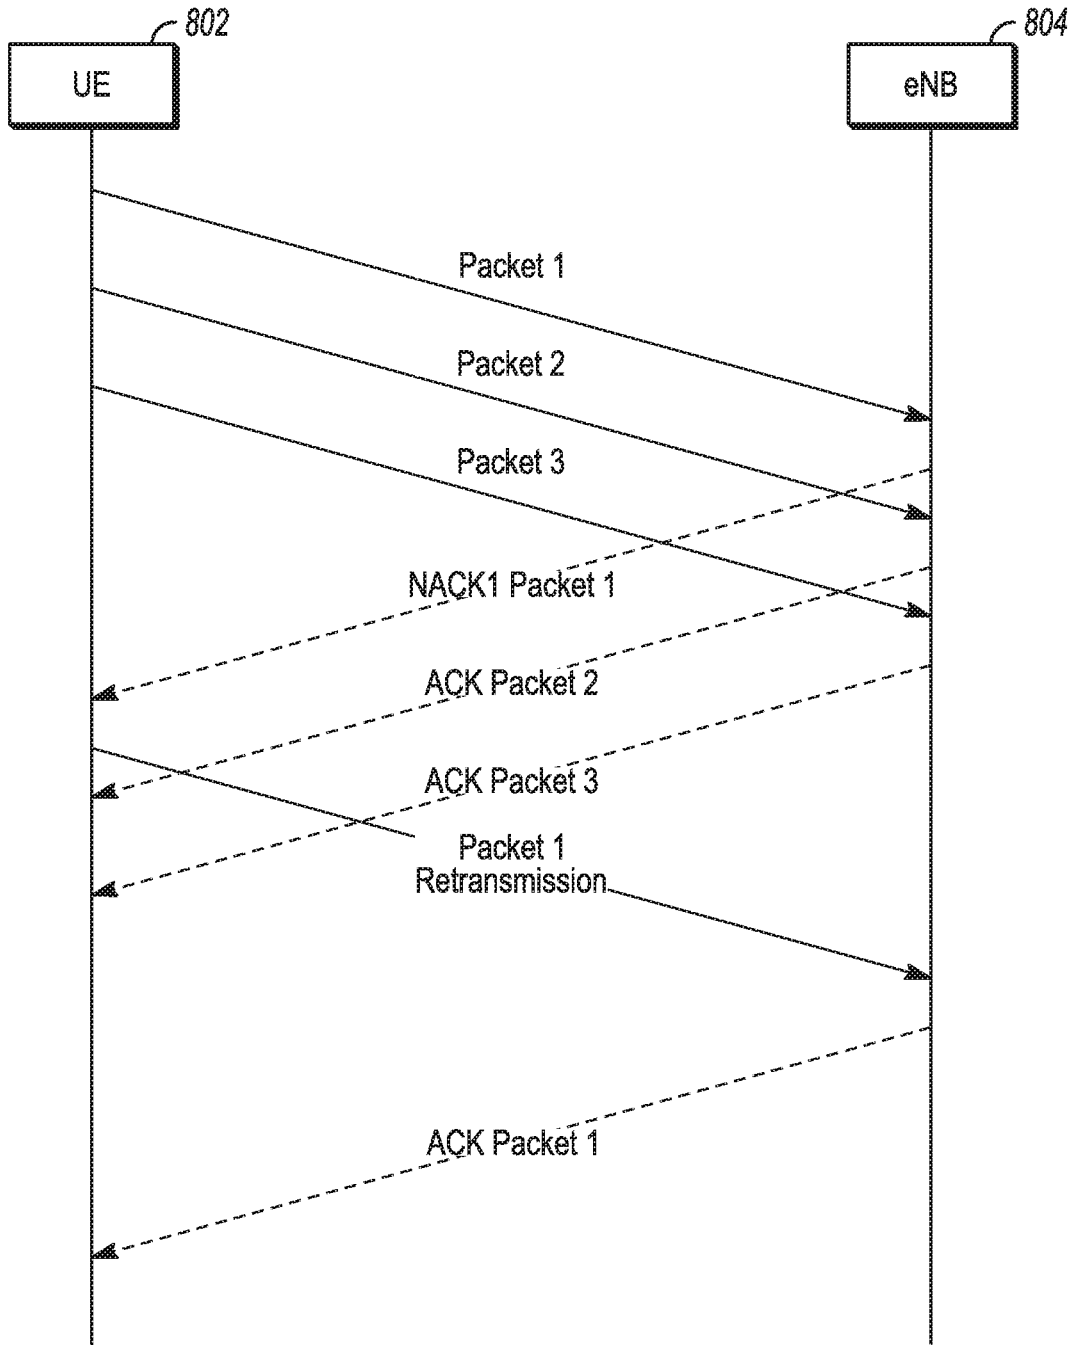 802
804
UE
eNB
Packet 1
Packet 2
Packet 3
NACK1 Packet 1
ACK Packet 2
ACK Packet 3
Packet 1
Retransmission
ACK Packet 1